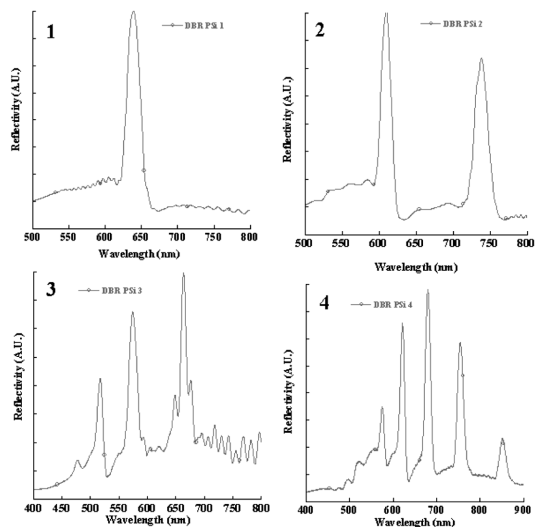 1
DBR PSi 1
Reflectivity (A.U.)
500 550 600 650 700 750 800
Wavelength (nm)
2
DBR PSi 2
Reflectivity (A.U.)
500 550 600 650 700 750 800
Wavelength (nm)
3
DBR PSi 3
Reflectivity (A.U.)
400 450 500 550 600 650 700 750 800
Wavelength (nm)
4
DBR PSi 4
Reflectivity (A.U.)
400 500 600 700 800 900
Wavelength (nm)